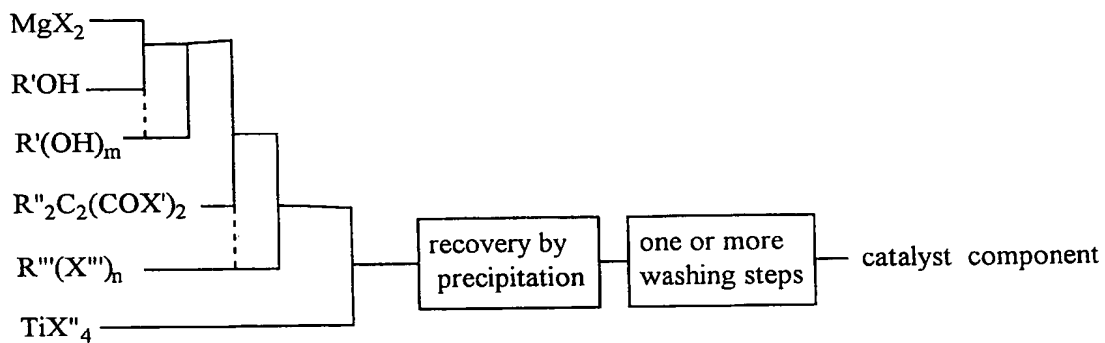 MgX₂
R'OH
R'(OH)ₘ
R"₂C₂(COX')₂
R'"(X'")ₙ
TiX"₄
recovery by
precipitation
one or more
washing steps
catalyst component